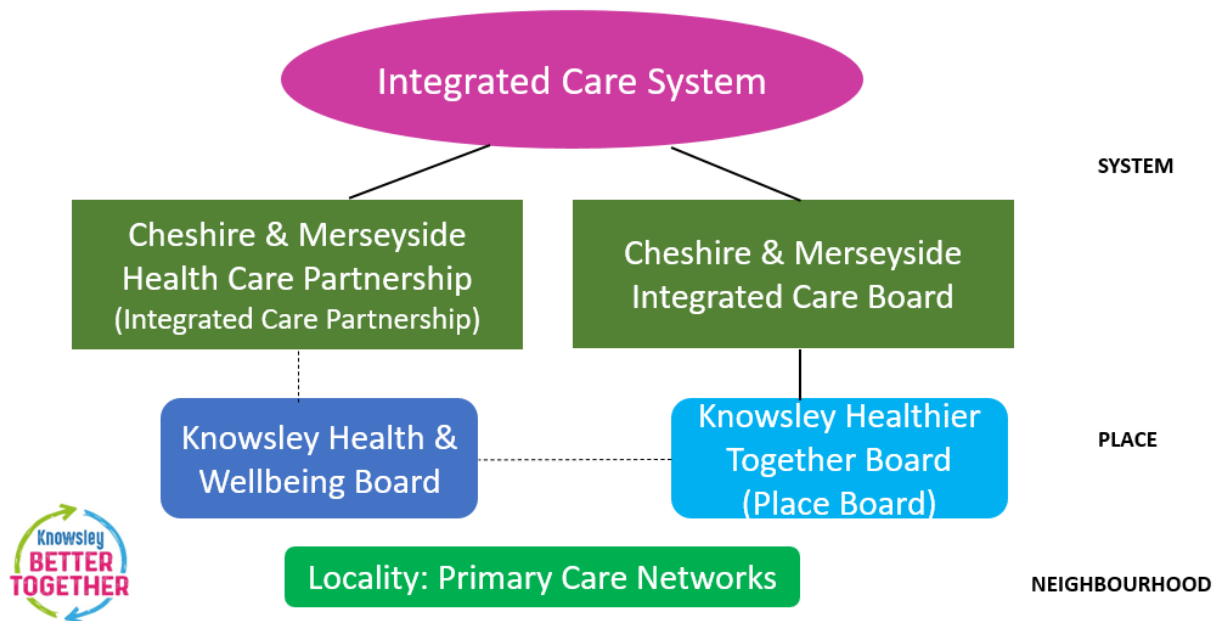 Integrated Care System
SYSTEM
Cheshire & Merseyside
Health Care Partnership
(Integrated Care Partnership)
Cheshire & Merseyside
Integrated Care Board
Knowsley Health &
Wellbeing Board
Knowsley Healthier
Together Board
(Place Board)
PLACE
Knowsley
BETTER
TOGETHER
Locality: Primary Care Networks
NEIGHBOURHOOD